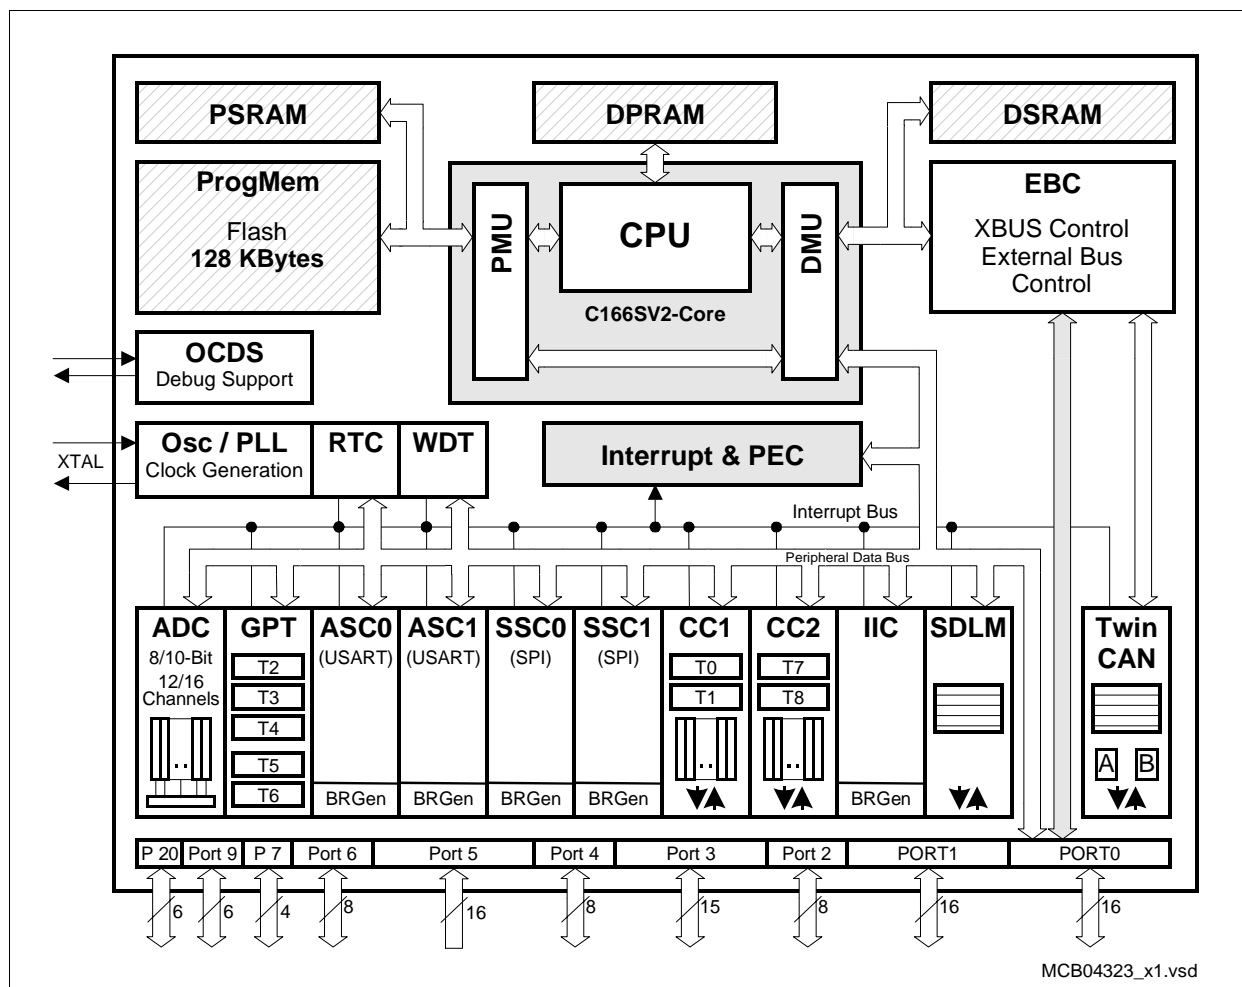 PSRAM
DPRAM
DSRAM
ProgMem
Flash
128 KBytes
PMU
CPU
DMU
C166SV2-Core
EBC
XBUS Control
External Bus
Control
OCDS
Debug Support
Osc / PLL
Clock Generation
RTC
WDT
Interrupt & PEC
XTAL
Interrupt Bus
Peripheral Data Bus
ADC
8/10-Bit
12/16
Channels
GPT
T2
T3
T4
T5
T6
ASC0
(USART)
BRGen
ASC1
(USART)
BRGen
SSC0
(SPI)
BRGen
SSC1
(SPI)
BRGen
CC1
T0
T1
CC2
T7
T8
IIC
BRGen
SDLM
Twin
CAN
A B
P 20 Port 9 P 7 Port 6 Port 5 Port 4 Port 3 Port 2 PORT1 PORT0
6 6 4 8 16 8 15 8 16 16
MCB04323_x1.vsd